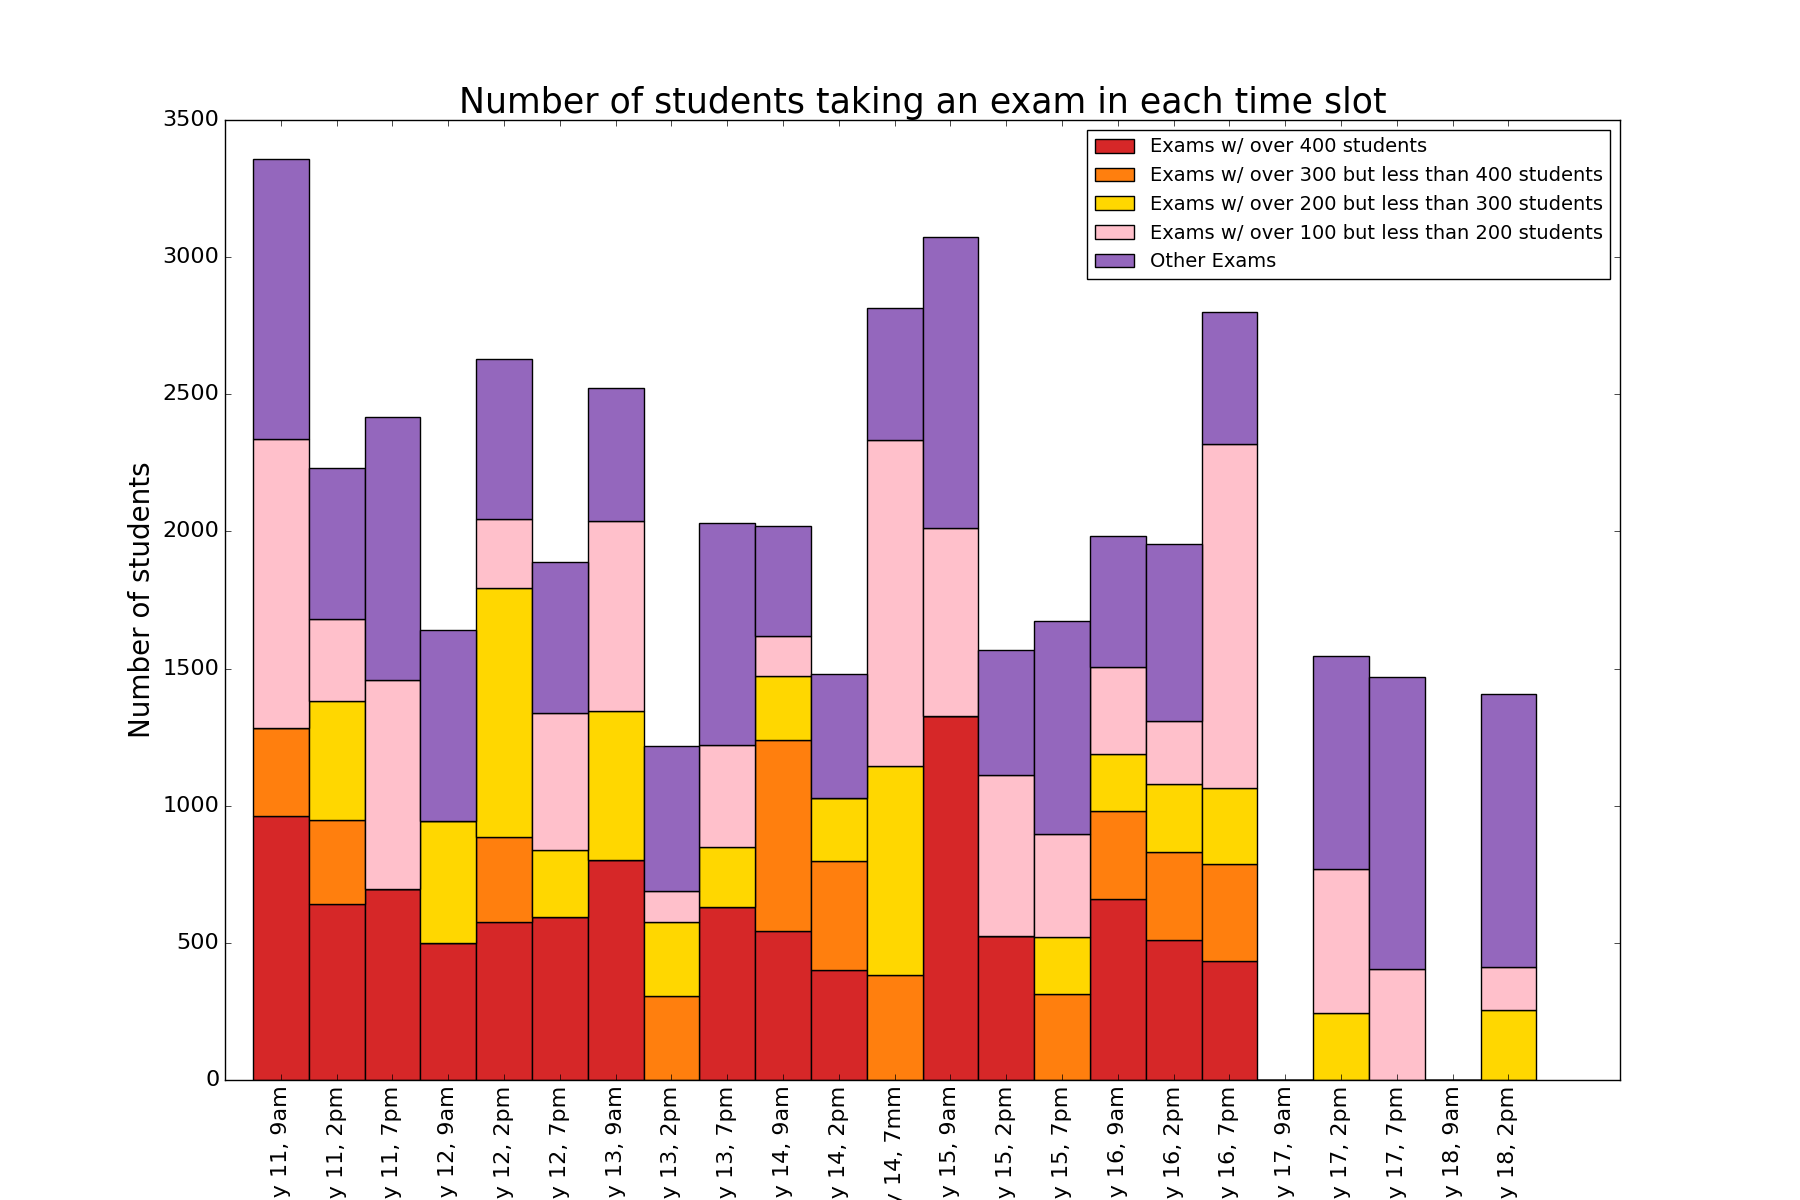 Number of students taking an exam in each time slot
Exams w/ over 400 students
Exams w/ over 300 but less than 400 students
Exams w/ over 200 but less than 300 students
Exams w/ over 100 but less than 200 students
Other Exams
Number of students
3500
3000
2500
2000
1500
1000
500
0
y 11, 9am
y 11, 2pm
y 11, 7pm
y 12, 9am
y 12, 2pm
y 12, 7pm
y 13, 9am
y 13, 2pm
y 13, 7pm
y 14, 9am
y 14, 2pm
y 14, 7mm
y 15, 9am
y 15, 2pm
y 15, 7pm
y 16, 9am
y 16, 2pm
y 16, 7pm
y 17, 9am
y 17, 2pm
y 17, 7pm
y 18, 9am
y 18, 2pm